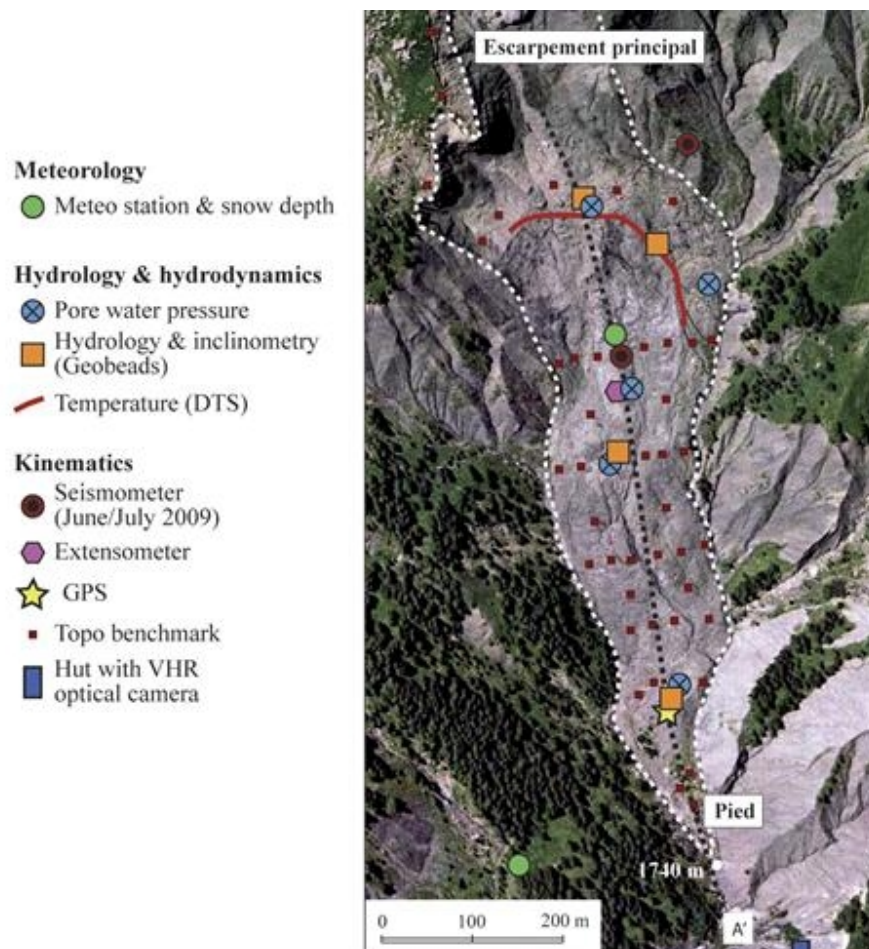 Meteorology
Meteo station & snow depth
Hydrology & hydrodynamics
Pore water pressure
Hydrology & inclinometry
(Geobeads)
Temperature (DTS)
Kinematics
Seismometer
(June/July 2009)
Extensometer
GPS
Topo benchmark
Hut with VHR
optical camera
Escarpement principal
Pied
1740 m
A'
0 100 200 m